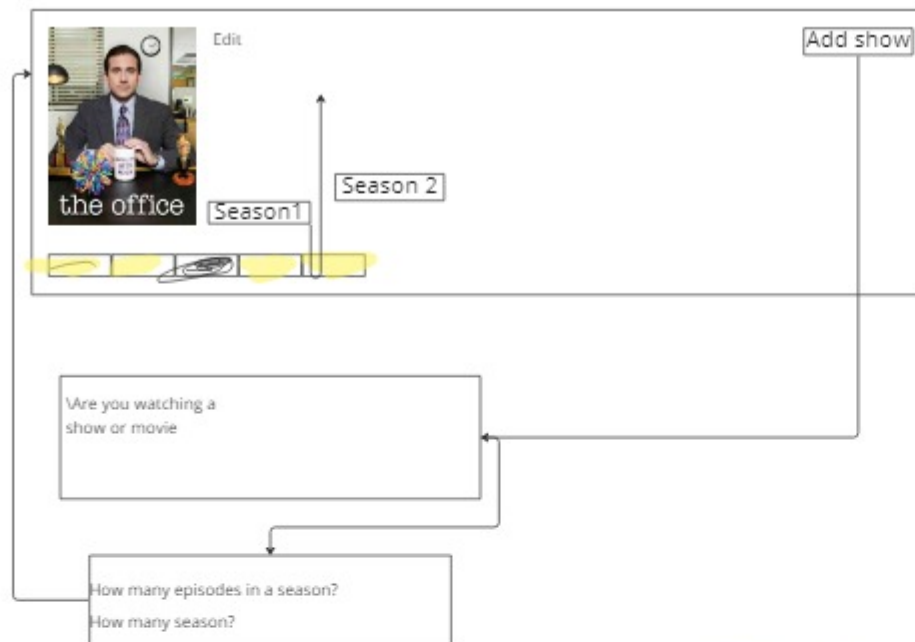 Edit
Add show
the office
Season1
Season 2
\Are you watching a
show or movie
How many episodes in a season?
How many season?